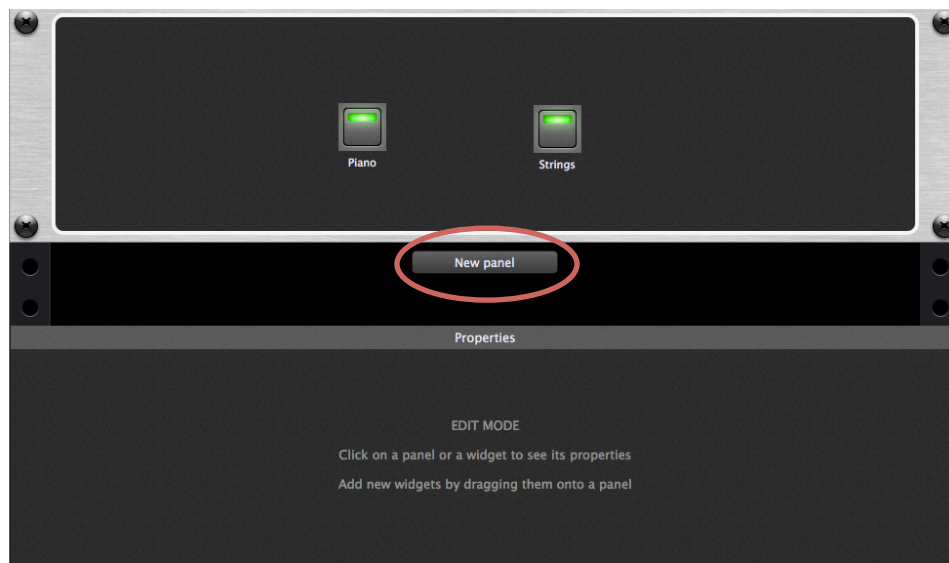 Piano
Strings
New panel
Properties
EDIT MODE
Click on a panel or a widget to see its properties
Add new widgets by dragging them onto a panel